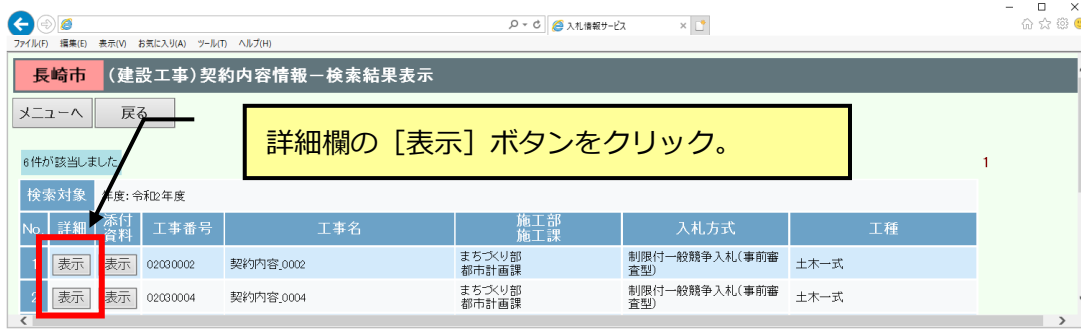 入札情報サービス
ファイル(F) 編集(E) 表示(V) お気に入り(A) ツール(T) ヘルプ(H)
長崎市 (建設工事)契約内容情報－検索結果表示
メニューへ 戻る
詳細欄の［表示］ボタンをクリック。
6件が該当しました
1
検索対象 年度:令和2年度
No. 詳細 添付資料 工事番号 工事名 施工部施工課 入札方式 工種
1 表示 表示 02030002 契約内容_0002 まちづくり部 都市計画課 制限付一般競争入札(事前審査型) 土木一式
2 表示 表示 02030004 契約内容_0004 まちづくり部 都市計画課 制限付一般競争入札(事前審査型) 土木一式